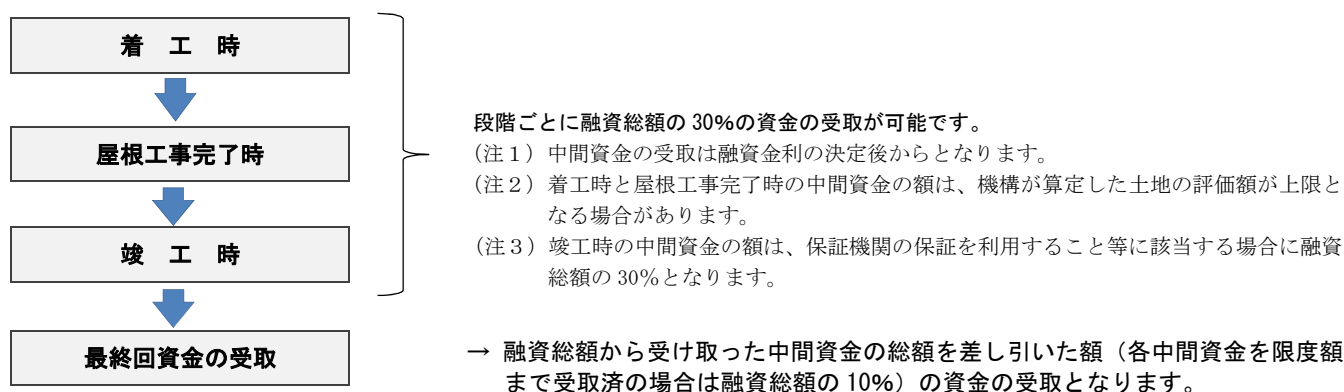 着 工 時
屋根工事完了時
竣 工 時
最終回資金の受取
段階ごとに融資総額の 30%の資金の受取が可能です。
（注１）中間資金の受取は融資金利の決定後からとなります。
（注２）着工時と屋根工事完了時の中間資金の額は、機構が算定した土地の評価額が上限と
なる場合があります。
（注３）竣工時の中間資金の額は、保証機関の保証を利用すること等に該当する場合に融資
総額の 30％となります。
→ 融資総額から受け取った中間資金の総額を差し引いた額（各中間資金を限度額
まで受取済の場合は融資総額の 10%）の資金の受取となります。